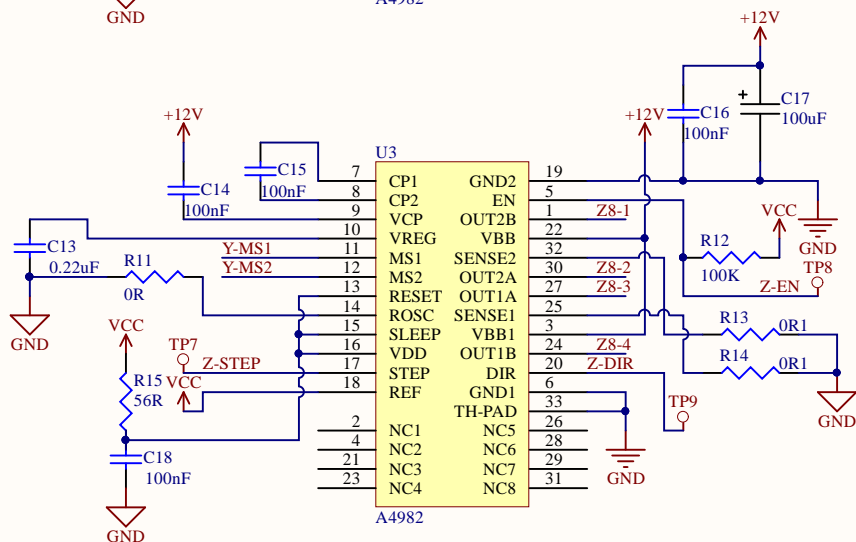 GND
A4982
+12V
+12V
+12V
C16
100nF
C17
100uF
+
U3
C15
100nF
C14
100nF
C13
0.22uF
R11
0R
GND
7 CP1 GND2 19
8 CP2 EN 5
9 VCP OUT2B 1 Z8-1
10 VREG VBB 22
Y-MS1 11 MS1 SENSE2 32
Y-MS2 12 MS2 OUT2A 30 Z8-2
13 RESET OUT1A 27 Z8-3
14 ROSC SENSE1 25
15 SLEEP VBB1 3
16 VDD OUT1B 24 Z8-4
Z-STEP 17 STEP DIR 20 Z-DIR
18 REF GND1 6
TH-PAD 33
2 NC1 NC5 26
4 NC2 NC6 28
21 NC3 NC7 29
23 NC4 NC8 31
VCC
GND
R12
100K
TP8
Z-EN
R13
0R1
R14
0R1
GND
TP9
GND
VCC
TP7
R15
56R
VCC
C18
100nF
GND
A4982